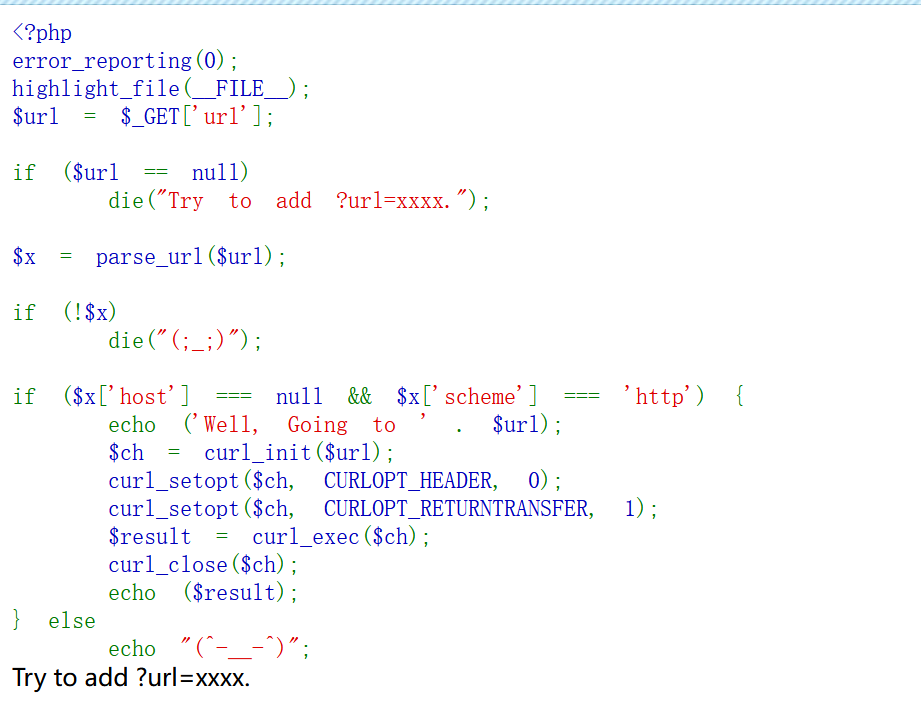 <?php
error_reporting(0);
highlight_file(__FILE__);
$url = $_GET['url'];
if ($url == null)
die("Try to add ?url=xxxx.");
$x = parse_url($url);
if (!$x)
die("(;_;)");
if ($x['host'] === null && $x['scheme'] === 'http') {
echo ('Well, Going to ' . $url);
$ch = curl_init($url);
curl_setopt($ch, CURLOPT_HEADER, 0);
curl_setopt($ch, CURLOPT_RETURNTRANSFER, 1);
$result = curl_exec($ch);
curl_close($ch);
echo ($result);
} else
echo "(^-__-^)";
Try to add ?url=xxxx.